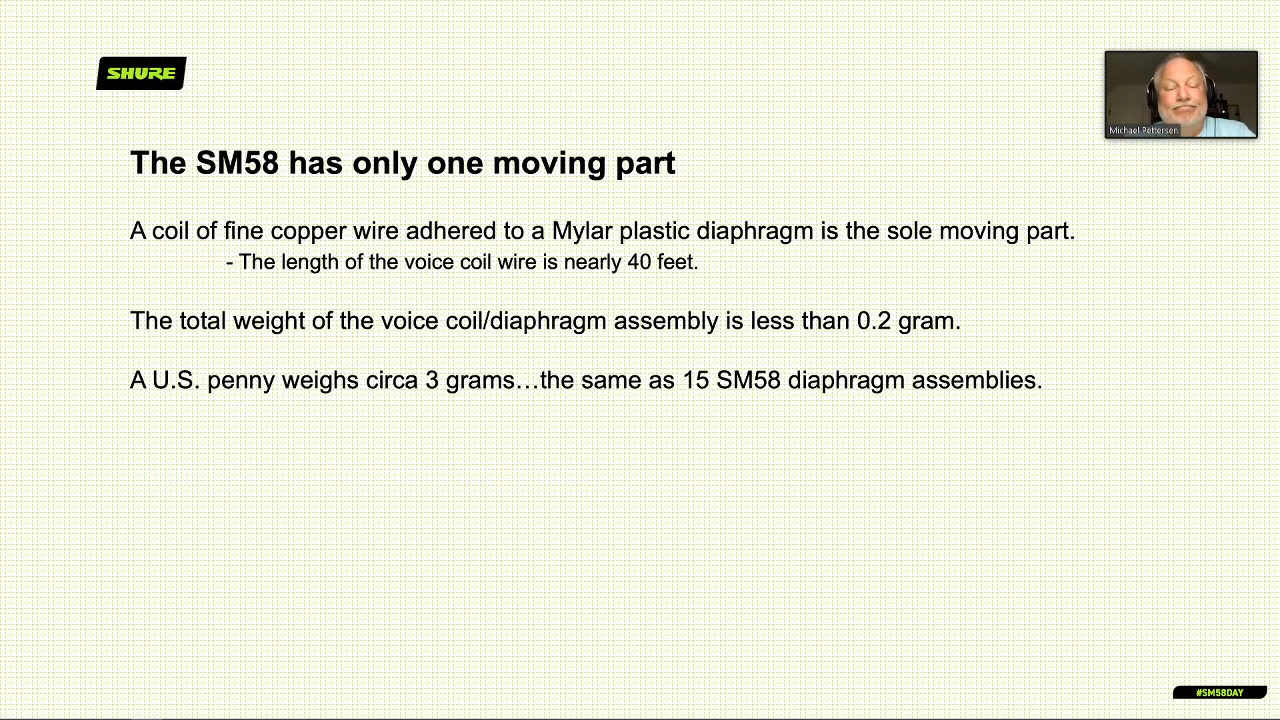 SHURE
Michael Pettersen
The SM58 has only one moving part
A coil of fine copper wire adhered to a Mylar plastic diaphragm is the sole moving part.
- The length of the voice coil wire is nearly 40 feet.
The total weight of the voice coil/diaphragm assembly is less than 0.2 gram.
A U.S. penny weighs circa 3 grams…the same as 15 SM58 diaphragm assemblies.
#SM58DAY